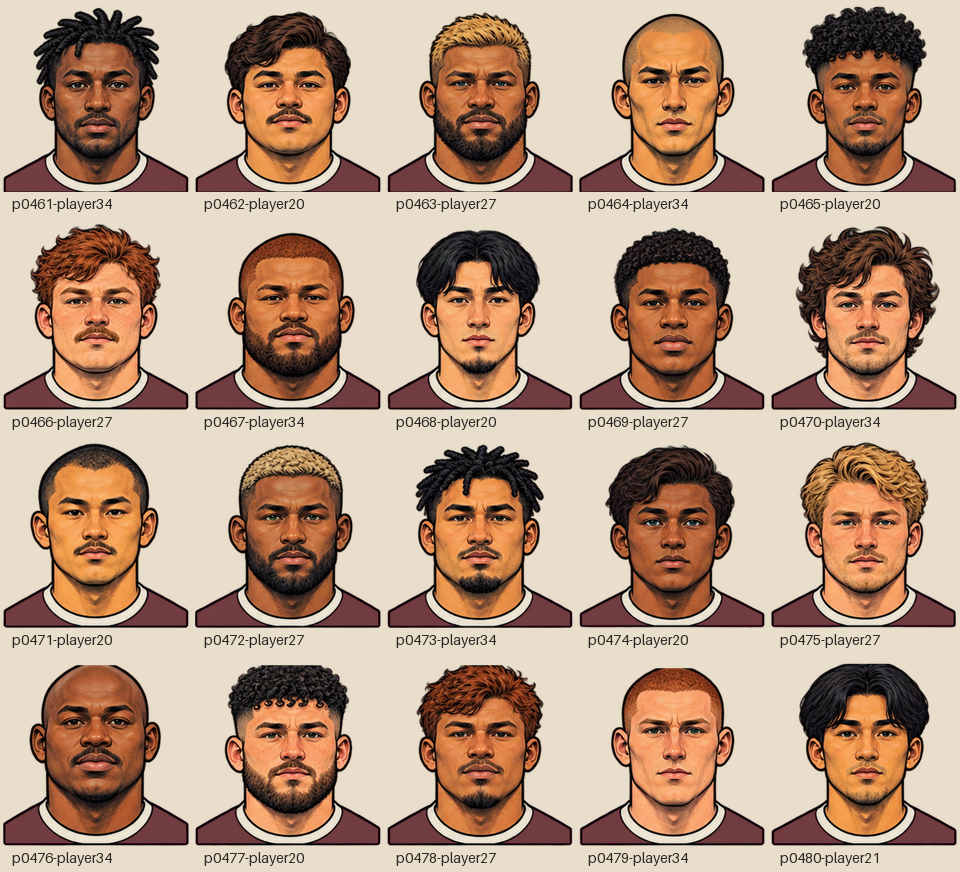 p0461-player34 p0462-player20 p0463-player27 p0464-player34 p0465-player20
p0466-player27 p0467-player34 p0468-player20 p0469-player27 p0470-player34
p0471-player20 p0472-player27 p0473-player34 p0474-player20 p0475-player27
p0476-player34 p0477-player20 p0478-player27 p0479-player34 p0480-player21